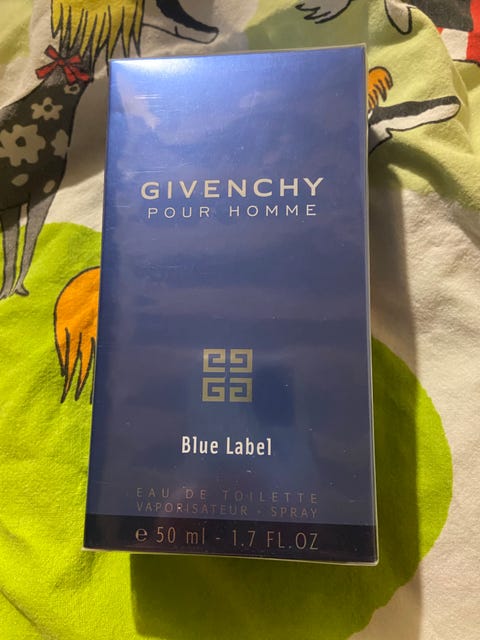 GIVENCHY
POUR HOMME
Blue Label
EAU DE TOILETTE
VAPORISATEUR - SPRAY
e 50 ml - 1.7 FL.OZ